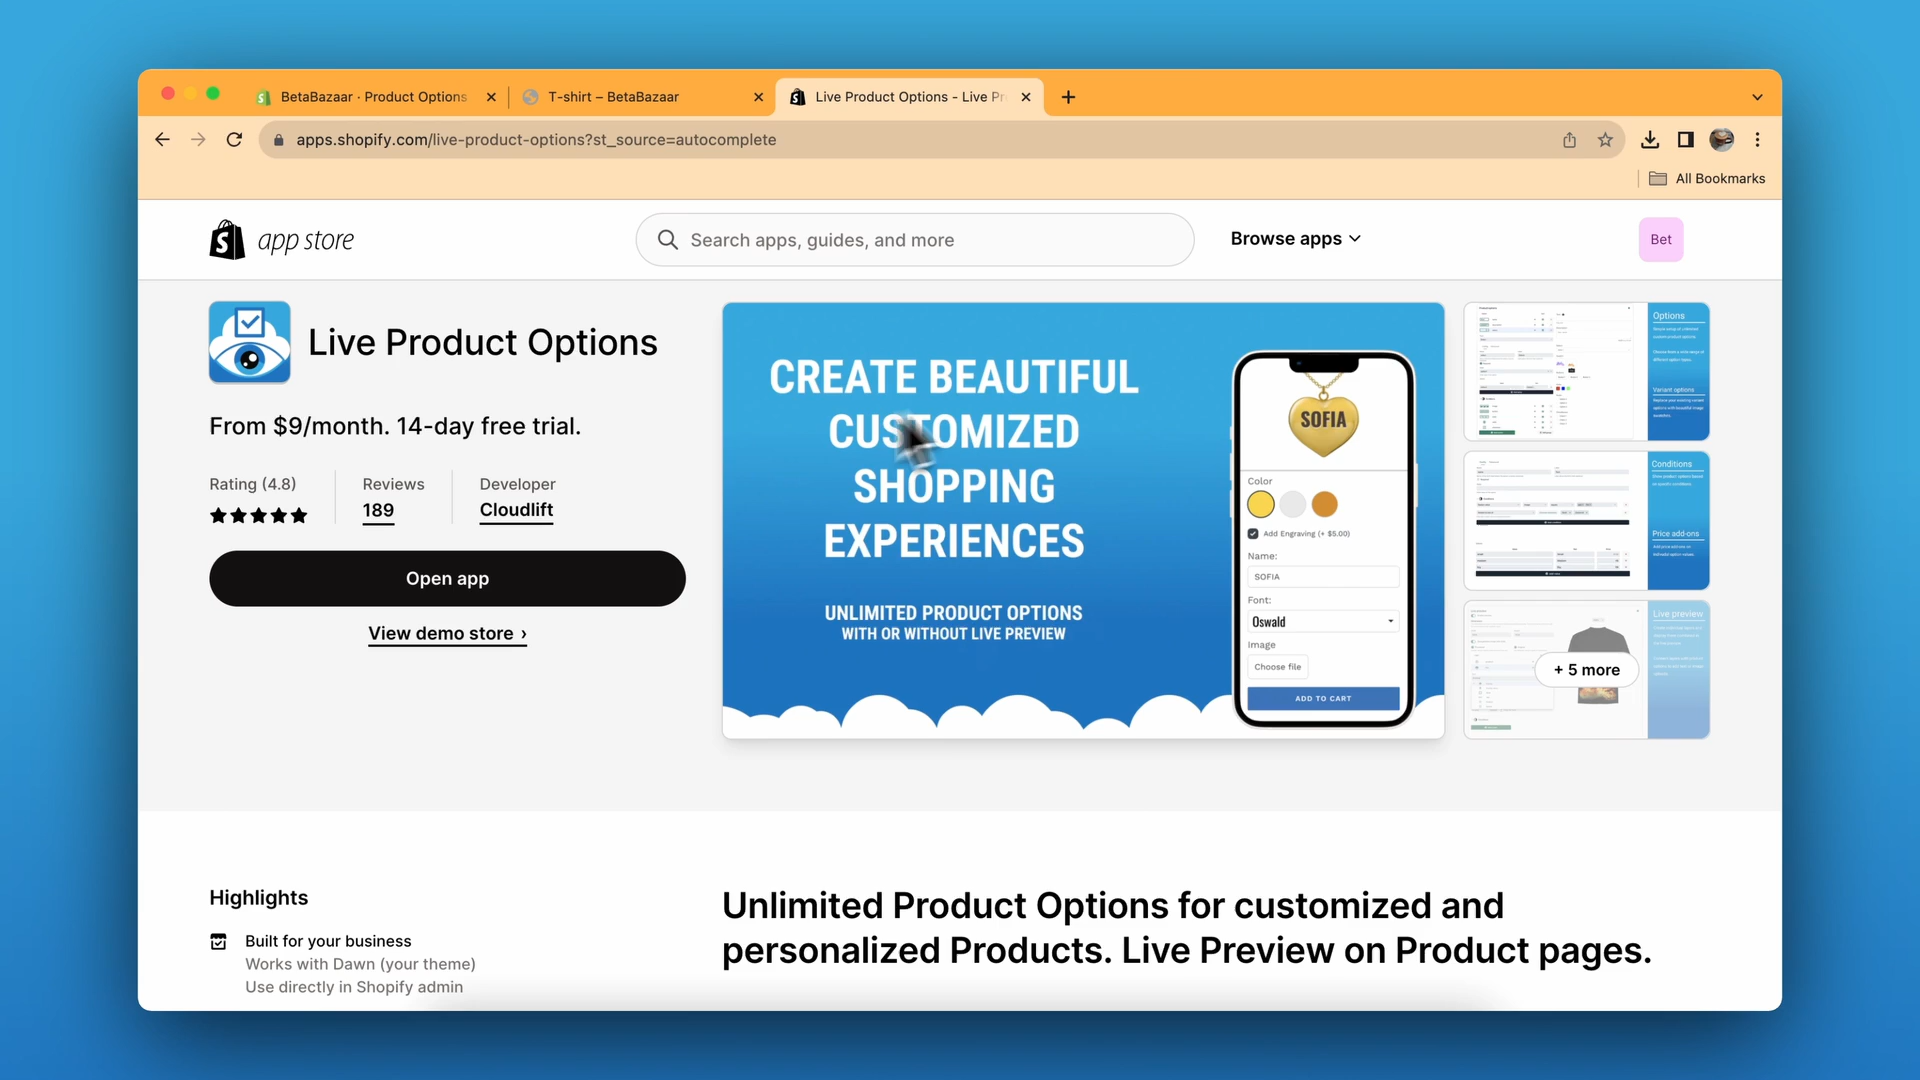 BetaBazaar · Product Options
T-shirt – BetaBazaar
Live Product Options - Live Pr
apps.shopify.com/live-product-options?st_source=autocomplete
All Bookmarks
app store
Search apps, guides, and more
Browse apps
Bet
Live Product Options
From $9/month. 14-day free trial.
Rating (4.8)
Reviews
189
Developer
Cloudlift
Open app
View demo store ›
CREATE BEAUTIFUL
CUSTOMIZED
SHOPPING
EXPERIENCES
UNLIMITED PRODUCT OPTIONS
WITH OR WITHOUT LIVE PREVIEW
SOFIA
Color
Add Engraving (+ $5.00)
Name:
SOFIA
Font:
Oswald
Image
Choose file
ADD TO CART
Options
Variant options
Conditions
Price add-ons
Live preview
+ 5 more
Highlights
Built for your business
Works with Dawn (your theme)
Use directly in Shopify admin
Unlimited Product Options for customized and
personalized Products. Live Preview on Product pages.